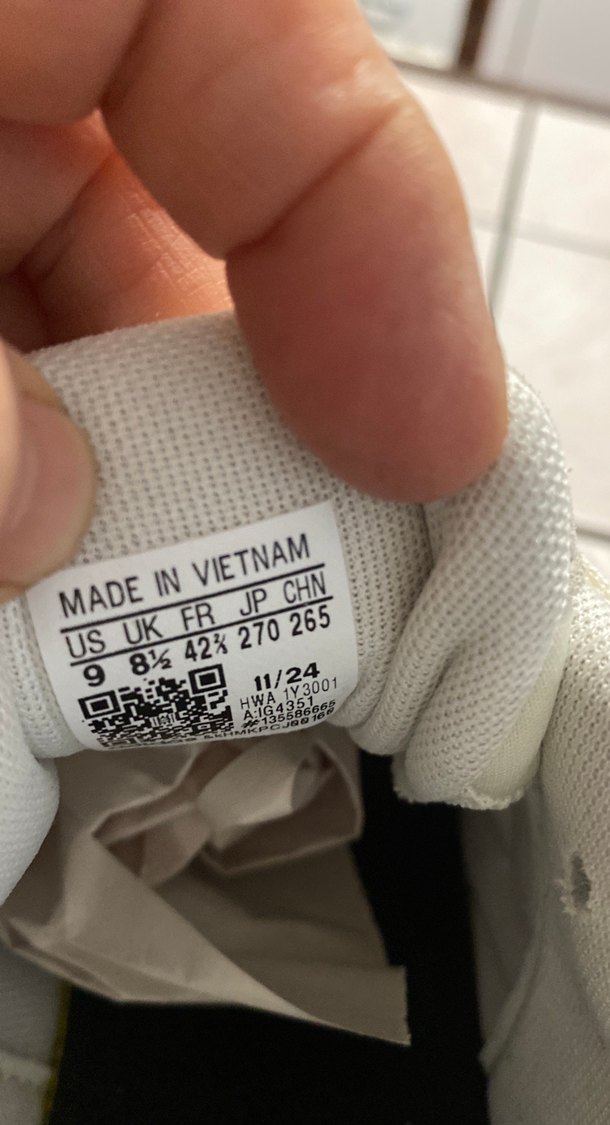 MADE IN VIETNAM
US UK FR JP CHN
9 8½ 42⅔ 270 265
11/24
HWA 1Y3001
A:IG4351
#135586665